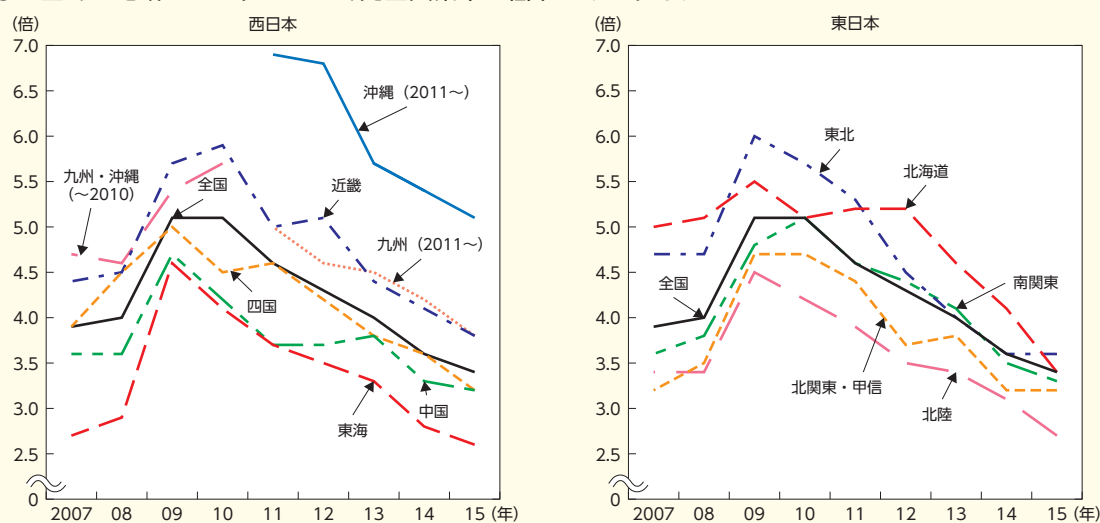 西日本
(倍)
7.0
6.5
6.0
5.5
5.0
4.5
4.0
3.5
3.0
2.5
0
2007 08 09 10 11 12 13 14 15 (年)
沖縄（2011～）
九州・沖縄
（～2010）
全国
近畿
九州（2011～）
四国
中国
東海
東日本
(倍)
7.0
6.5
6.0
5.5
5.0
4.5
4.0
3.5
3.0
2.5
0
2007 08 09 10 11 12 13 14 15 (年)
東北
北海道
全国
南関東
北関東・甲信
北陸